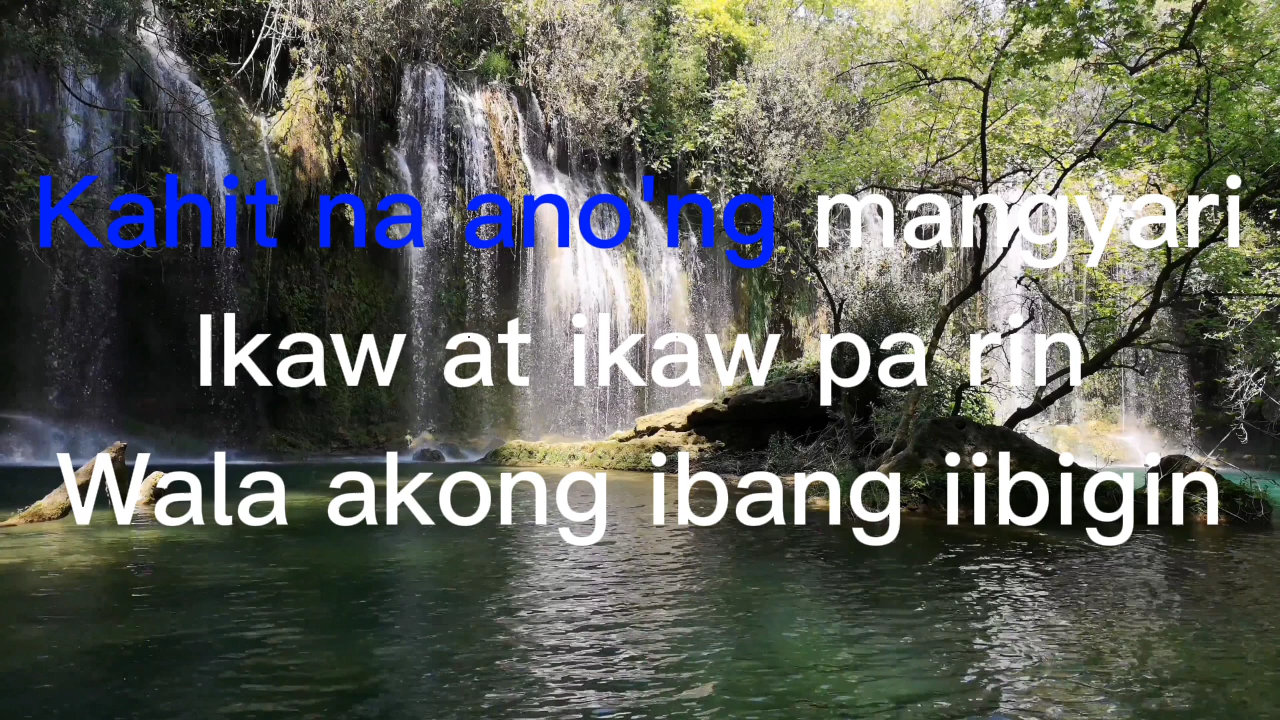 Kahit na ano'ng mangyari
Ikaw at ikaw pa rin
Wala akong ibang iibigin